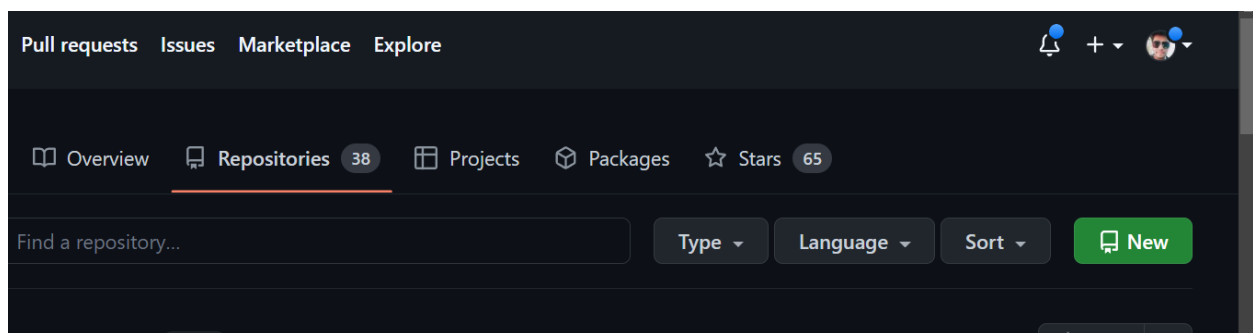 Pull requests Issues Marketplace Explore
Overview Repositories 38 Projects Packages Stars 65
Find a repository... Type Language Sort New